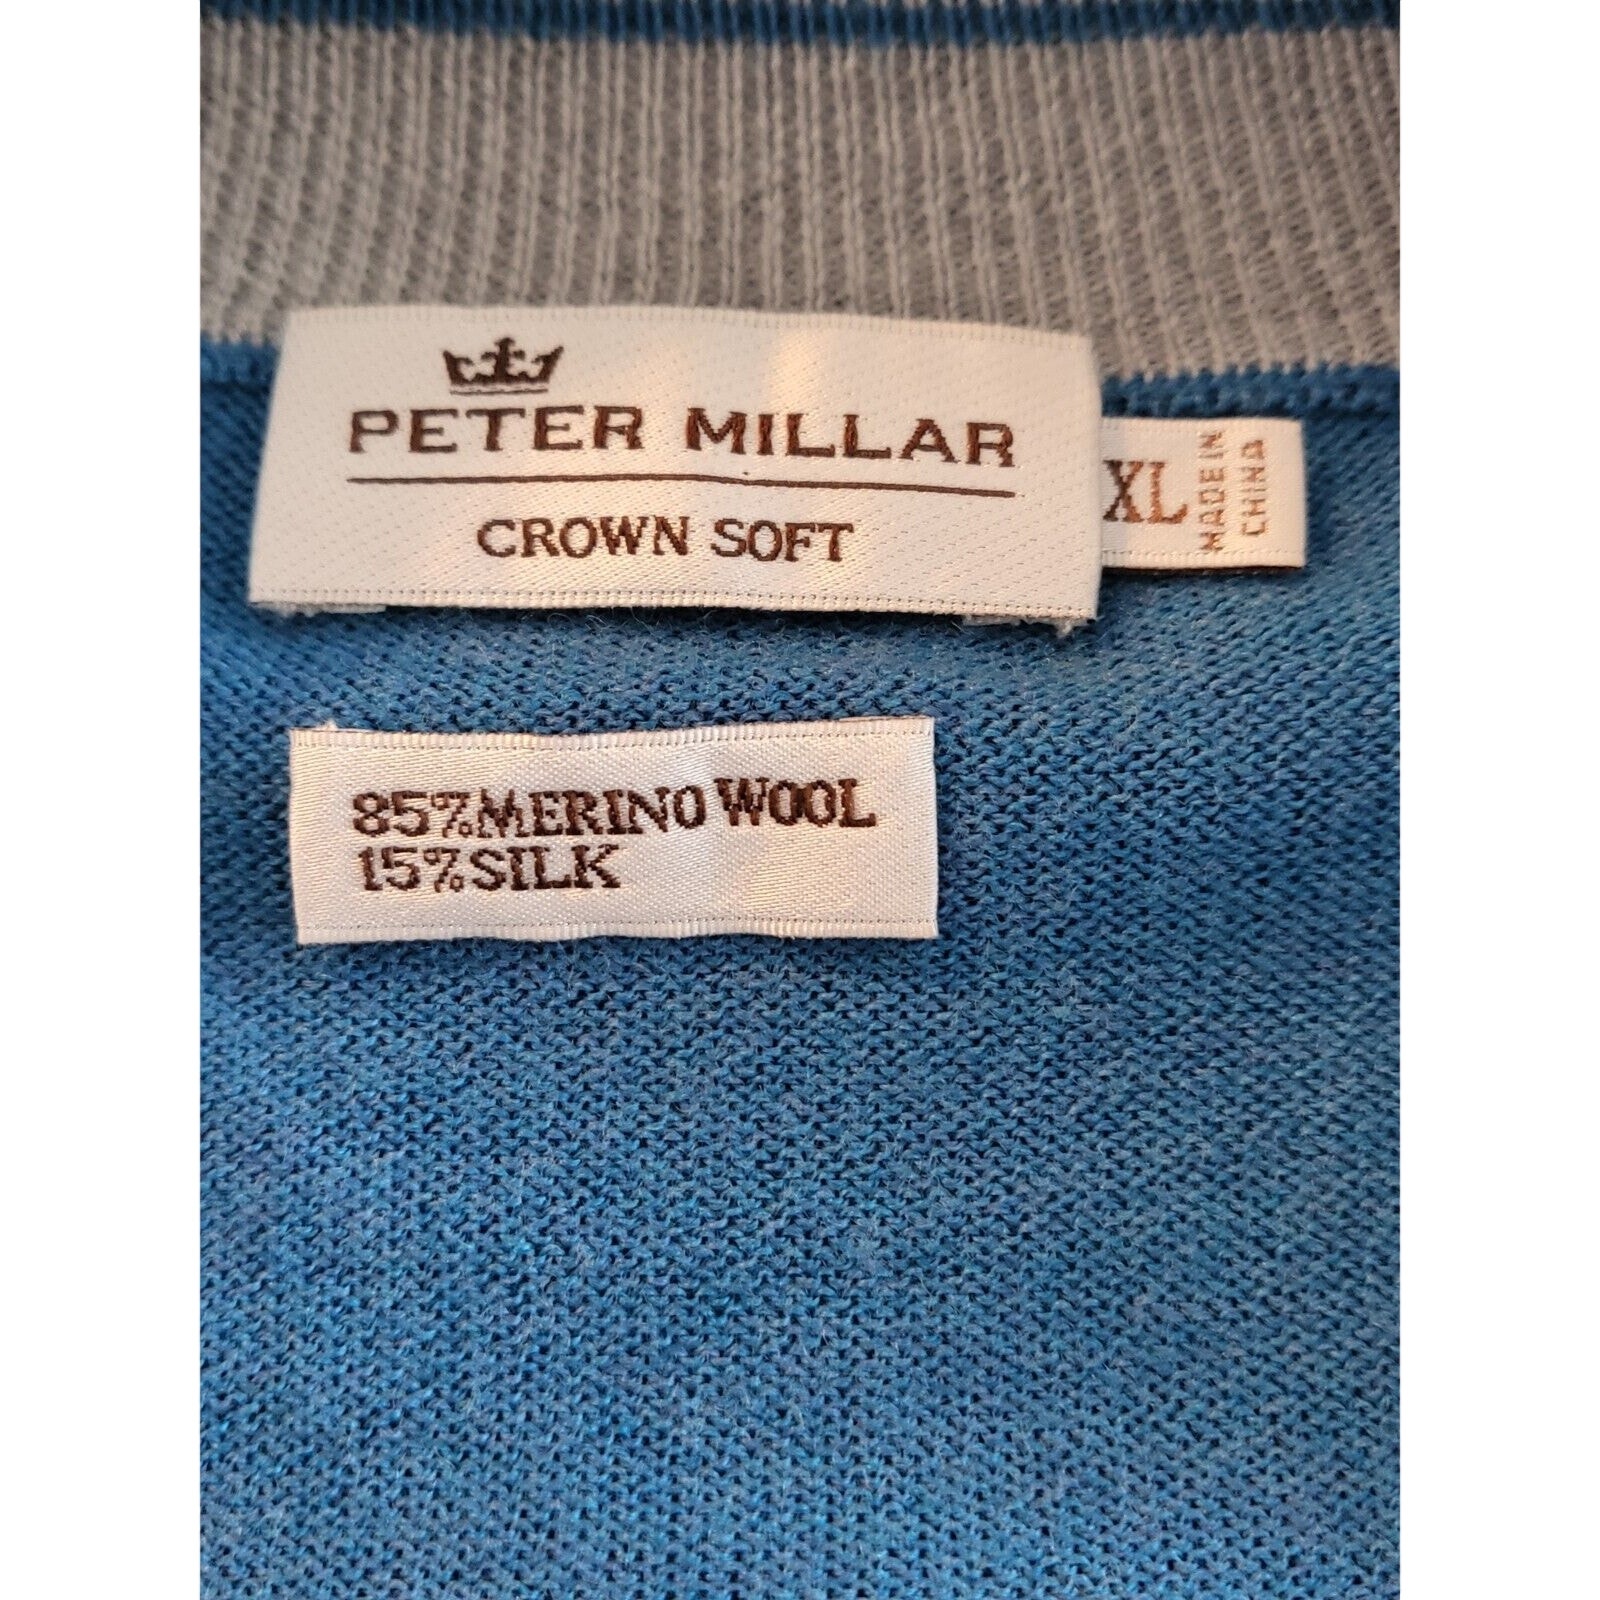 PETER MILLAR
CROWN SOFT
XL
MADE IN
CHINA
85% MERINO WOOL
15% SILK